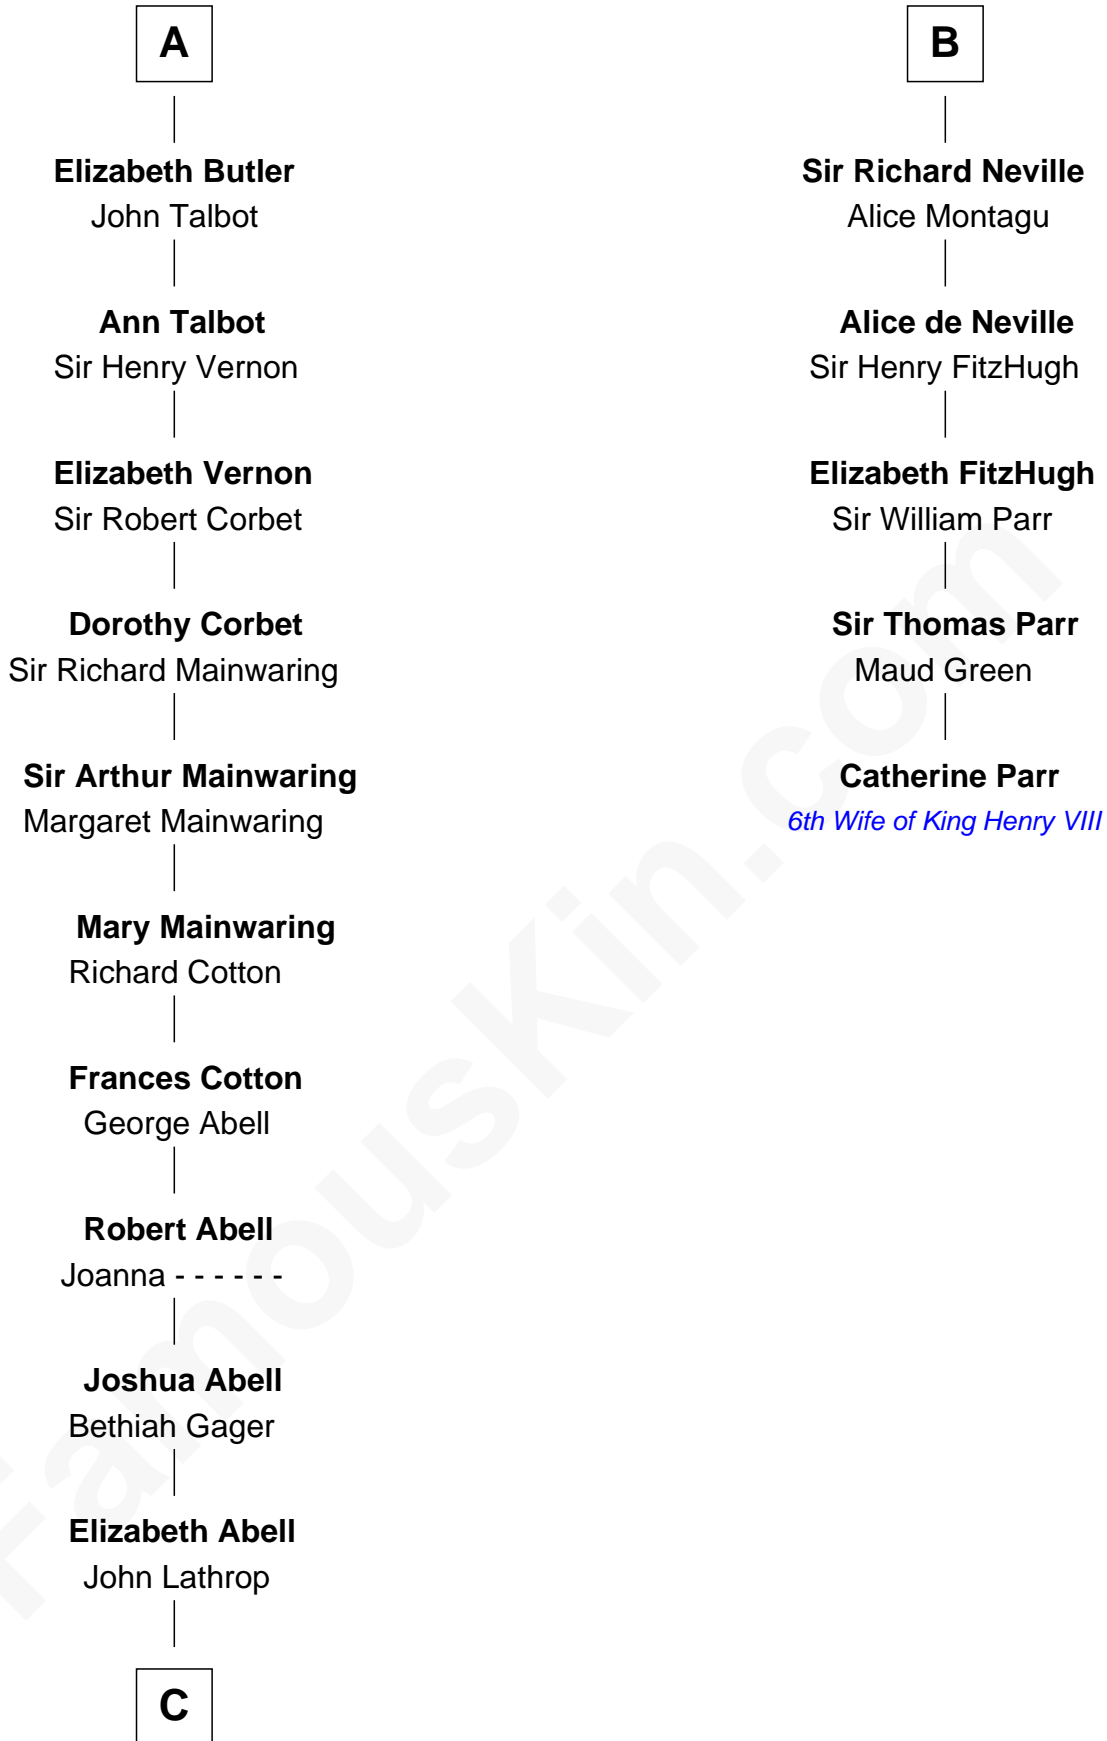 A
Elizabeth Butler
John Talbot
Ann Talbot
Sir Henry Vernon
Elizabeth Vernon
Sir Robert Corbet
Dorothy Corbet
Sir Richard Mainwaring
Sir Arthur Mainwaring
Margaret Mainwaring
Mary Mainwaring
Richard Cotton
Frances Cotton
George Abell
Robert Abell
Joanna - - - - - -
Joshua Abell
Bethiah Gager
Elizabeth Abell
John Lathrop
C
B
Sir Richard Neville
Alice Montagu
Alice de Neville
Sir Henry FitzHugh
Elizabeth FitzHugh
Sir William Parr
Sir Thomas Parr
Maud Green
Catherine Parr
6th Wife of King Henry VIII
FamousKin.com